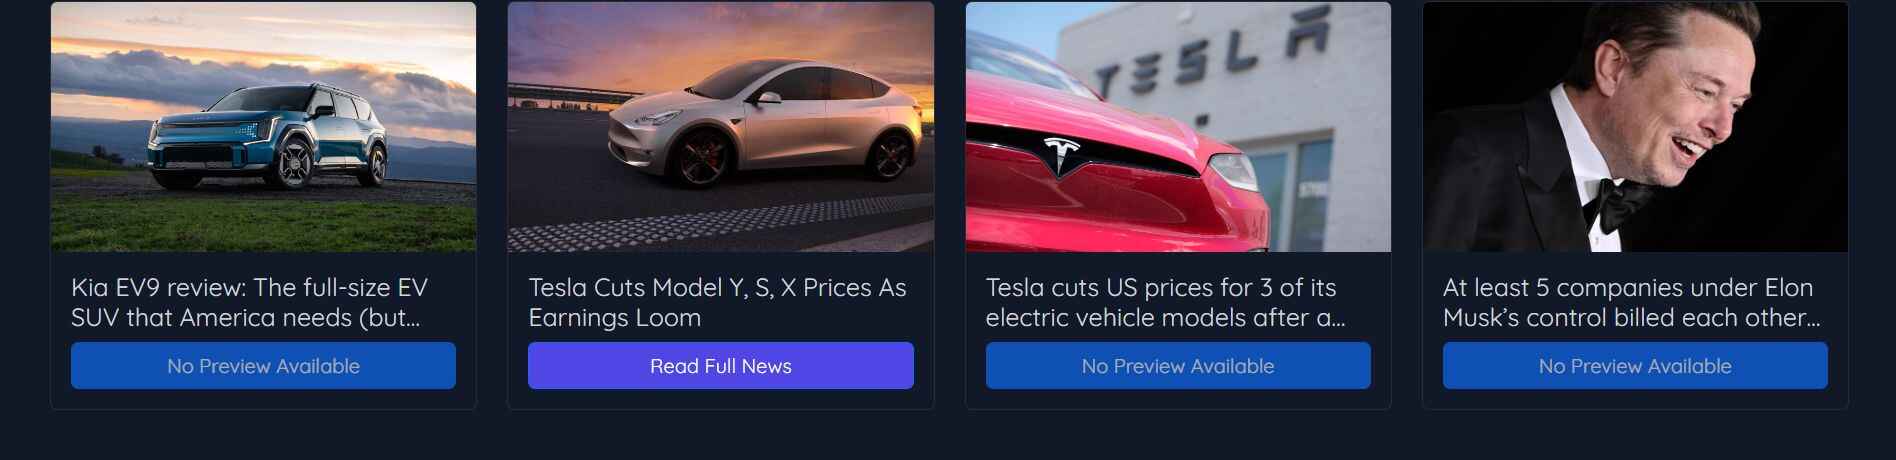 TESLA
Kia EV9 review: The full-size EV
SUV that America needs (but...
No Preview Available
Tesla Cuts Model Y, S, X Prices As
Earnings Loom
Read Full News
Tesla cuts US prices for 3 of its
electric vehicle models after a...
No Preview Available
At least 5 companies under Elon
Musk’s control billed each other...
No Preview Available